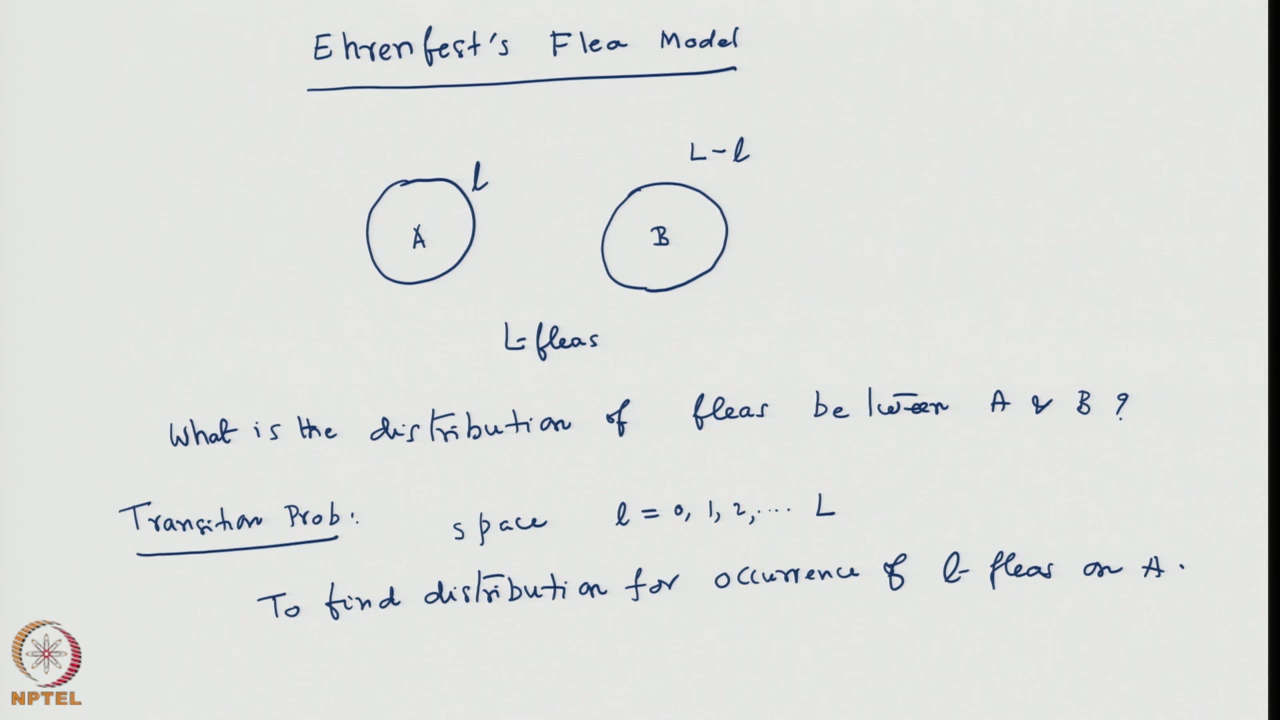 Ehrenfest's Flea Model
l
L-l
A
B
L-fleas
What is the distribution of fleas between A & B ?
Transition Prob: space l = 0, 1, 2, .... L
To find distribution for occurrence of l- fleas on A.
NPTEL